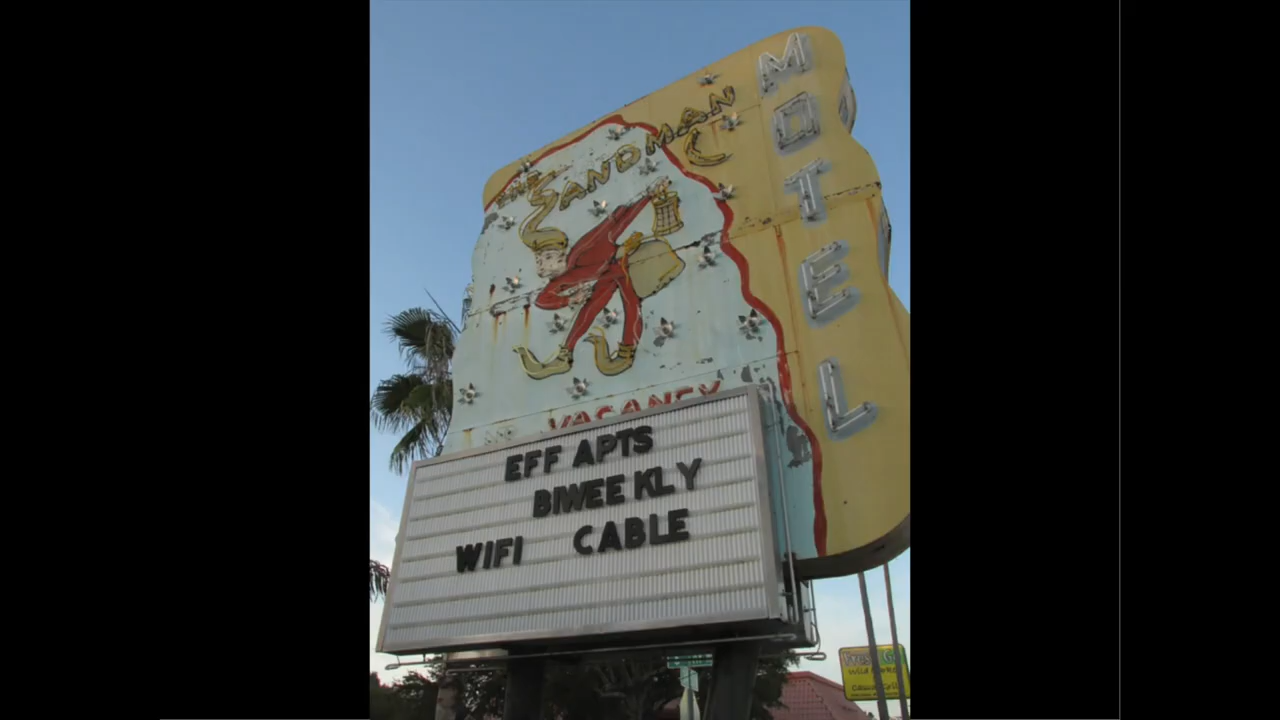 THE SANDMAN
MOTEL
VACANCY
EFF APTS
BIWEEKLY
WIFI CABLE